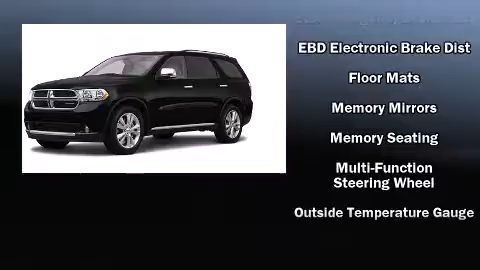 EBD Electronic Brake Dist
Floor Mats
Memory Mirrors
Memory Seating
Multi-Function
Steering Wheel
Outside Temperature Gauge